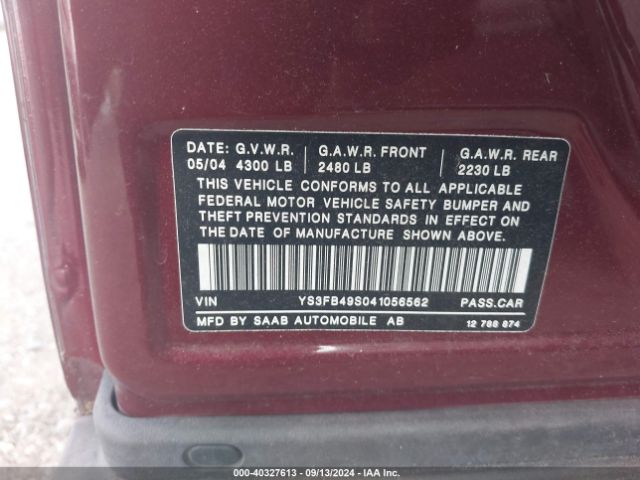 DATE: G.V.W.R. G.A.W.R. FRONT G.A.W.R. REAR
05/04 4300 LB 2480 LB 2230 LB
THIS VEHICLE CONFORMS TO ALL APPLICABLE
FEDERAL MOTOR VEHICLE SAFETY BUMPER AND
THEFT PREVENTION STANDARDS IN EFFECT ON
THE DATE OF MANUFACTURE SHOWN ABOVE.
VIN YS3FB49S041056562 PASS.CAR
MFD BY SAAB AUTOMOBILE AB 12 788 874
000-40327613 - 09/13/2024 - IAA Inc.